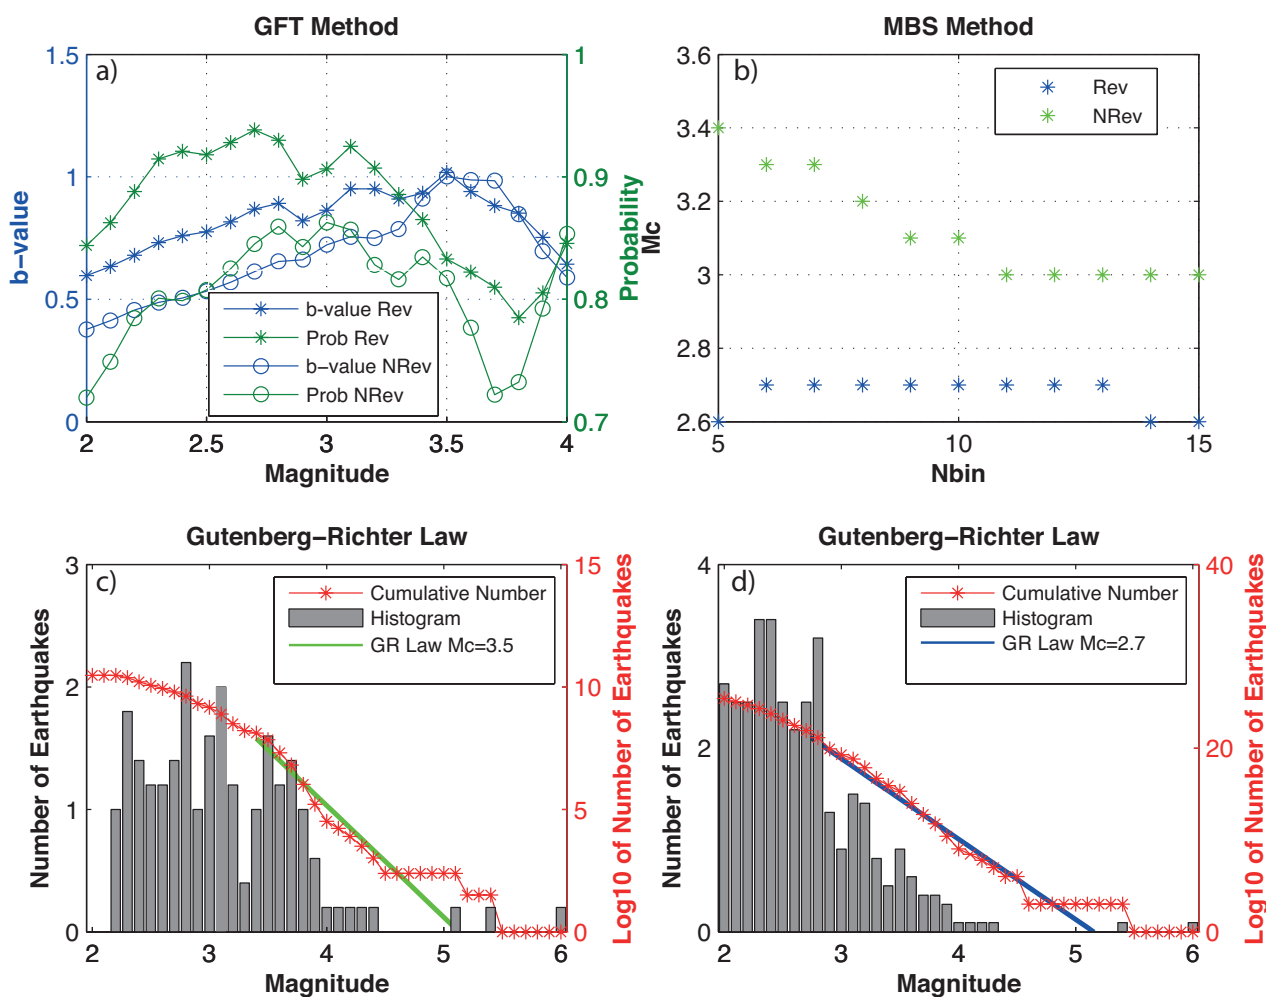 GFT Method
MBS Method
a)
b)
1.5
1
0.5
0
1
0.9
0.8
0.7
b-value
Probability
b-value Rev
Prob Rev
b-value NRev
Prob NRev
2
2.5
3
3.5
4
Magnitude
3.6
3.4
3.2
3
2.8
2.6
Mc
Rev
NRev
5
10
15
Nbin
Gutenberg-Richter Law
Gutenberg-Richter Law
c)
3
2
1
0
Number of Earthquakes
15
10
5
0
Log10 of Number of Earthquakes
Cumulative Number
Histogram
GR Law Mc=3.5
2
3
4
5
6
Magnitude
d)
4
2
0
Number of Earthquakes
40
20
0
Log10 of Number of Earthquakes
Cumulative Number
Histogram
GR Law Mc=2.7
2
3
4
5
6
Magnitude